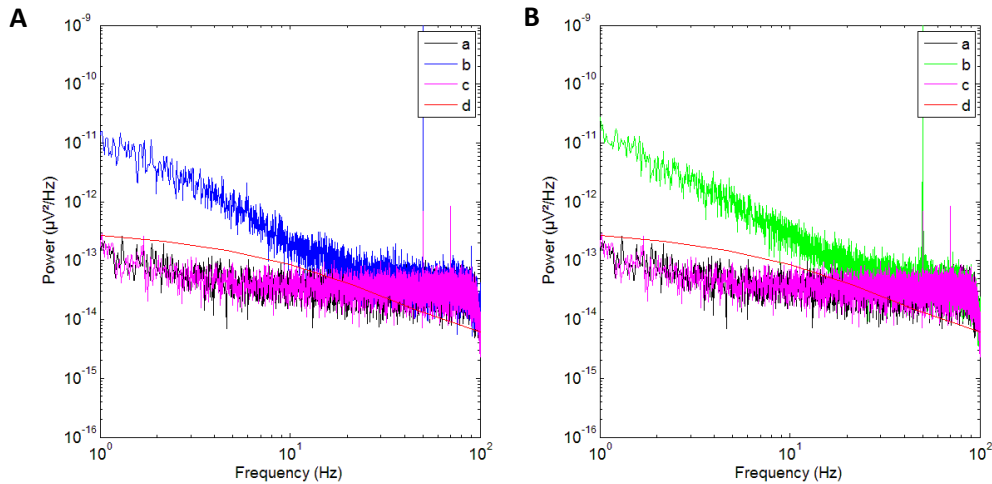 A
10⁻⁹
10⁻¹⁰
10⁻¹¹
10⁻¹²
10⁻¹³
10⁻¹⁴
10⁻¹⁵
10⁻¹⁶
Power (µV²/Hz)
10⁰
10¹
10²
Frequency (Hz)
a
b
c
d
B
10⁻⁹
10⁻¹⁰
10⁻¹¹
10⁻¹²
10⁻¹³
10⁻¹⁴
10⁻¹⁵
10⁻¹⁶
Power (µV²/Hz)
10⁰
10¹
10²
Frequency (Hz)
a
b
c
d